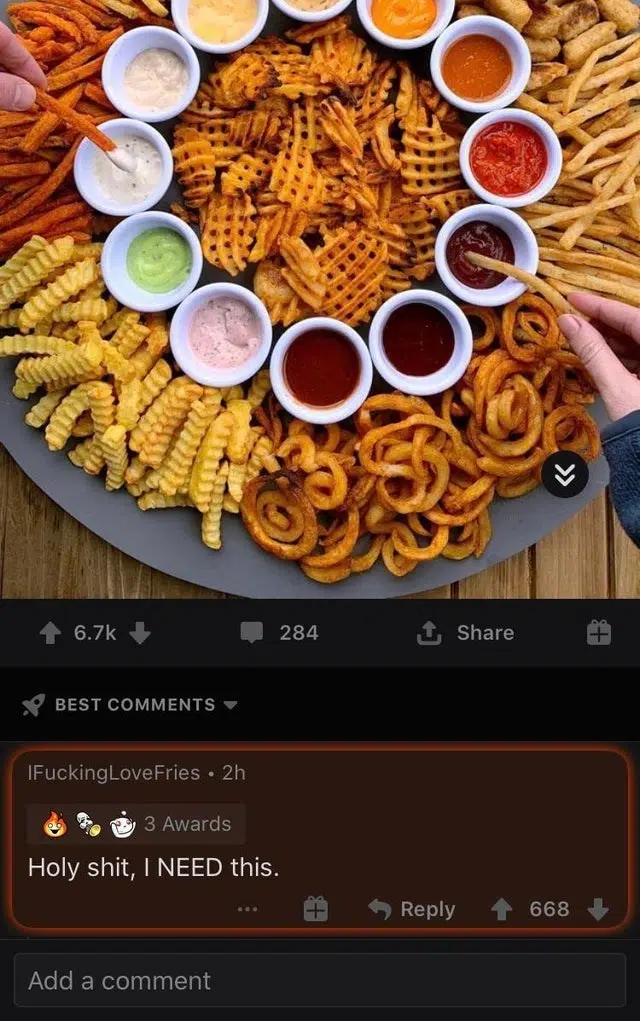 6.7k 284 Share
BEST COMMENTS
IFuckingLoveFries • 2h
3 Awards
Holy shit, I NEED this.
Reply 668
Add a comment